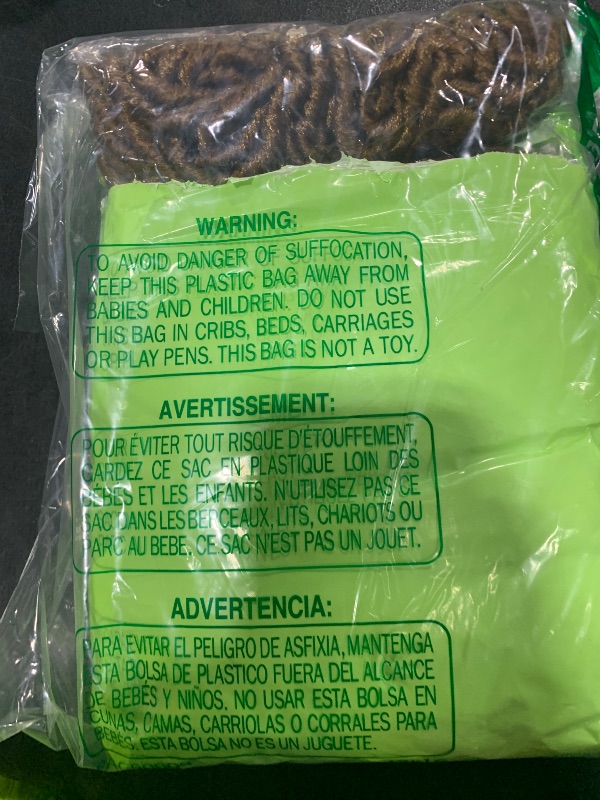 WARNING:
TO AVOID DANGER OF SUFFOCATION,
KEEP THIS PLASTIC BAG AWAY FROM
BABIES AND CHILDREN. DO NOT USE
THIS BAG IN CRIBS, BEDS, CARRIAGES
OR PLAY PENS. THIS BAG IS NOT A TOY.
AVERTISSEMENT:
POUR ÉVITER TOUT RISQUE D'ÉTOUFFEMENT,
GARDEZ CE SAC EN PLASTIQUE LOIN DES
BÉBÉS ET LES ENFANTS. N'UTILISEZ PAS CE
SAC DANS LES BERCEAUX, LITS, CHARIOTS OU
PARC AU BEBE, CE SAC N'EST PAS UN JOUET.
ADVERTENCIA:
PARA EVITAR EL PELIGRO DE ASFIXIA, MANTENGA
ESTA BOLSA DE PLASTICO FUERA DEL ALCANCE
DE BEBÉS Y NIÑOS. NO USAR ESTA BOLSA EN
CUNAS, CAMAS, CARRIOLAS O CORRALES PARA
BEBÉS. ESTA BOLSA NO ES UN JUGUETE.